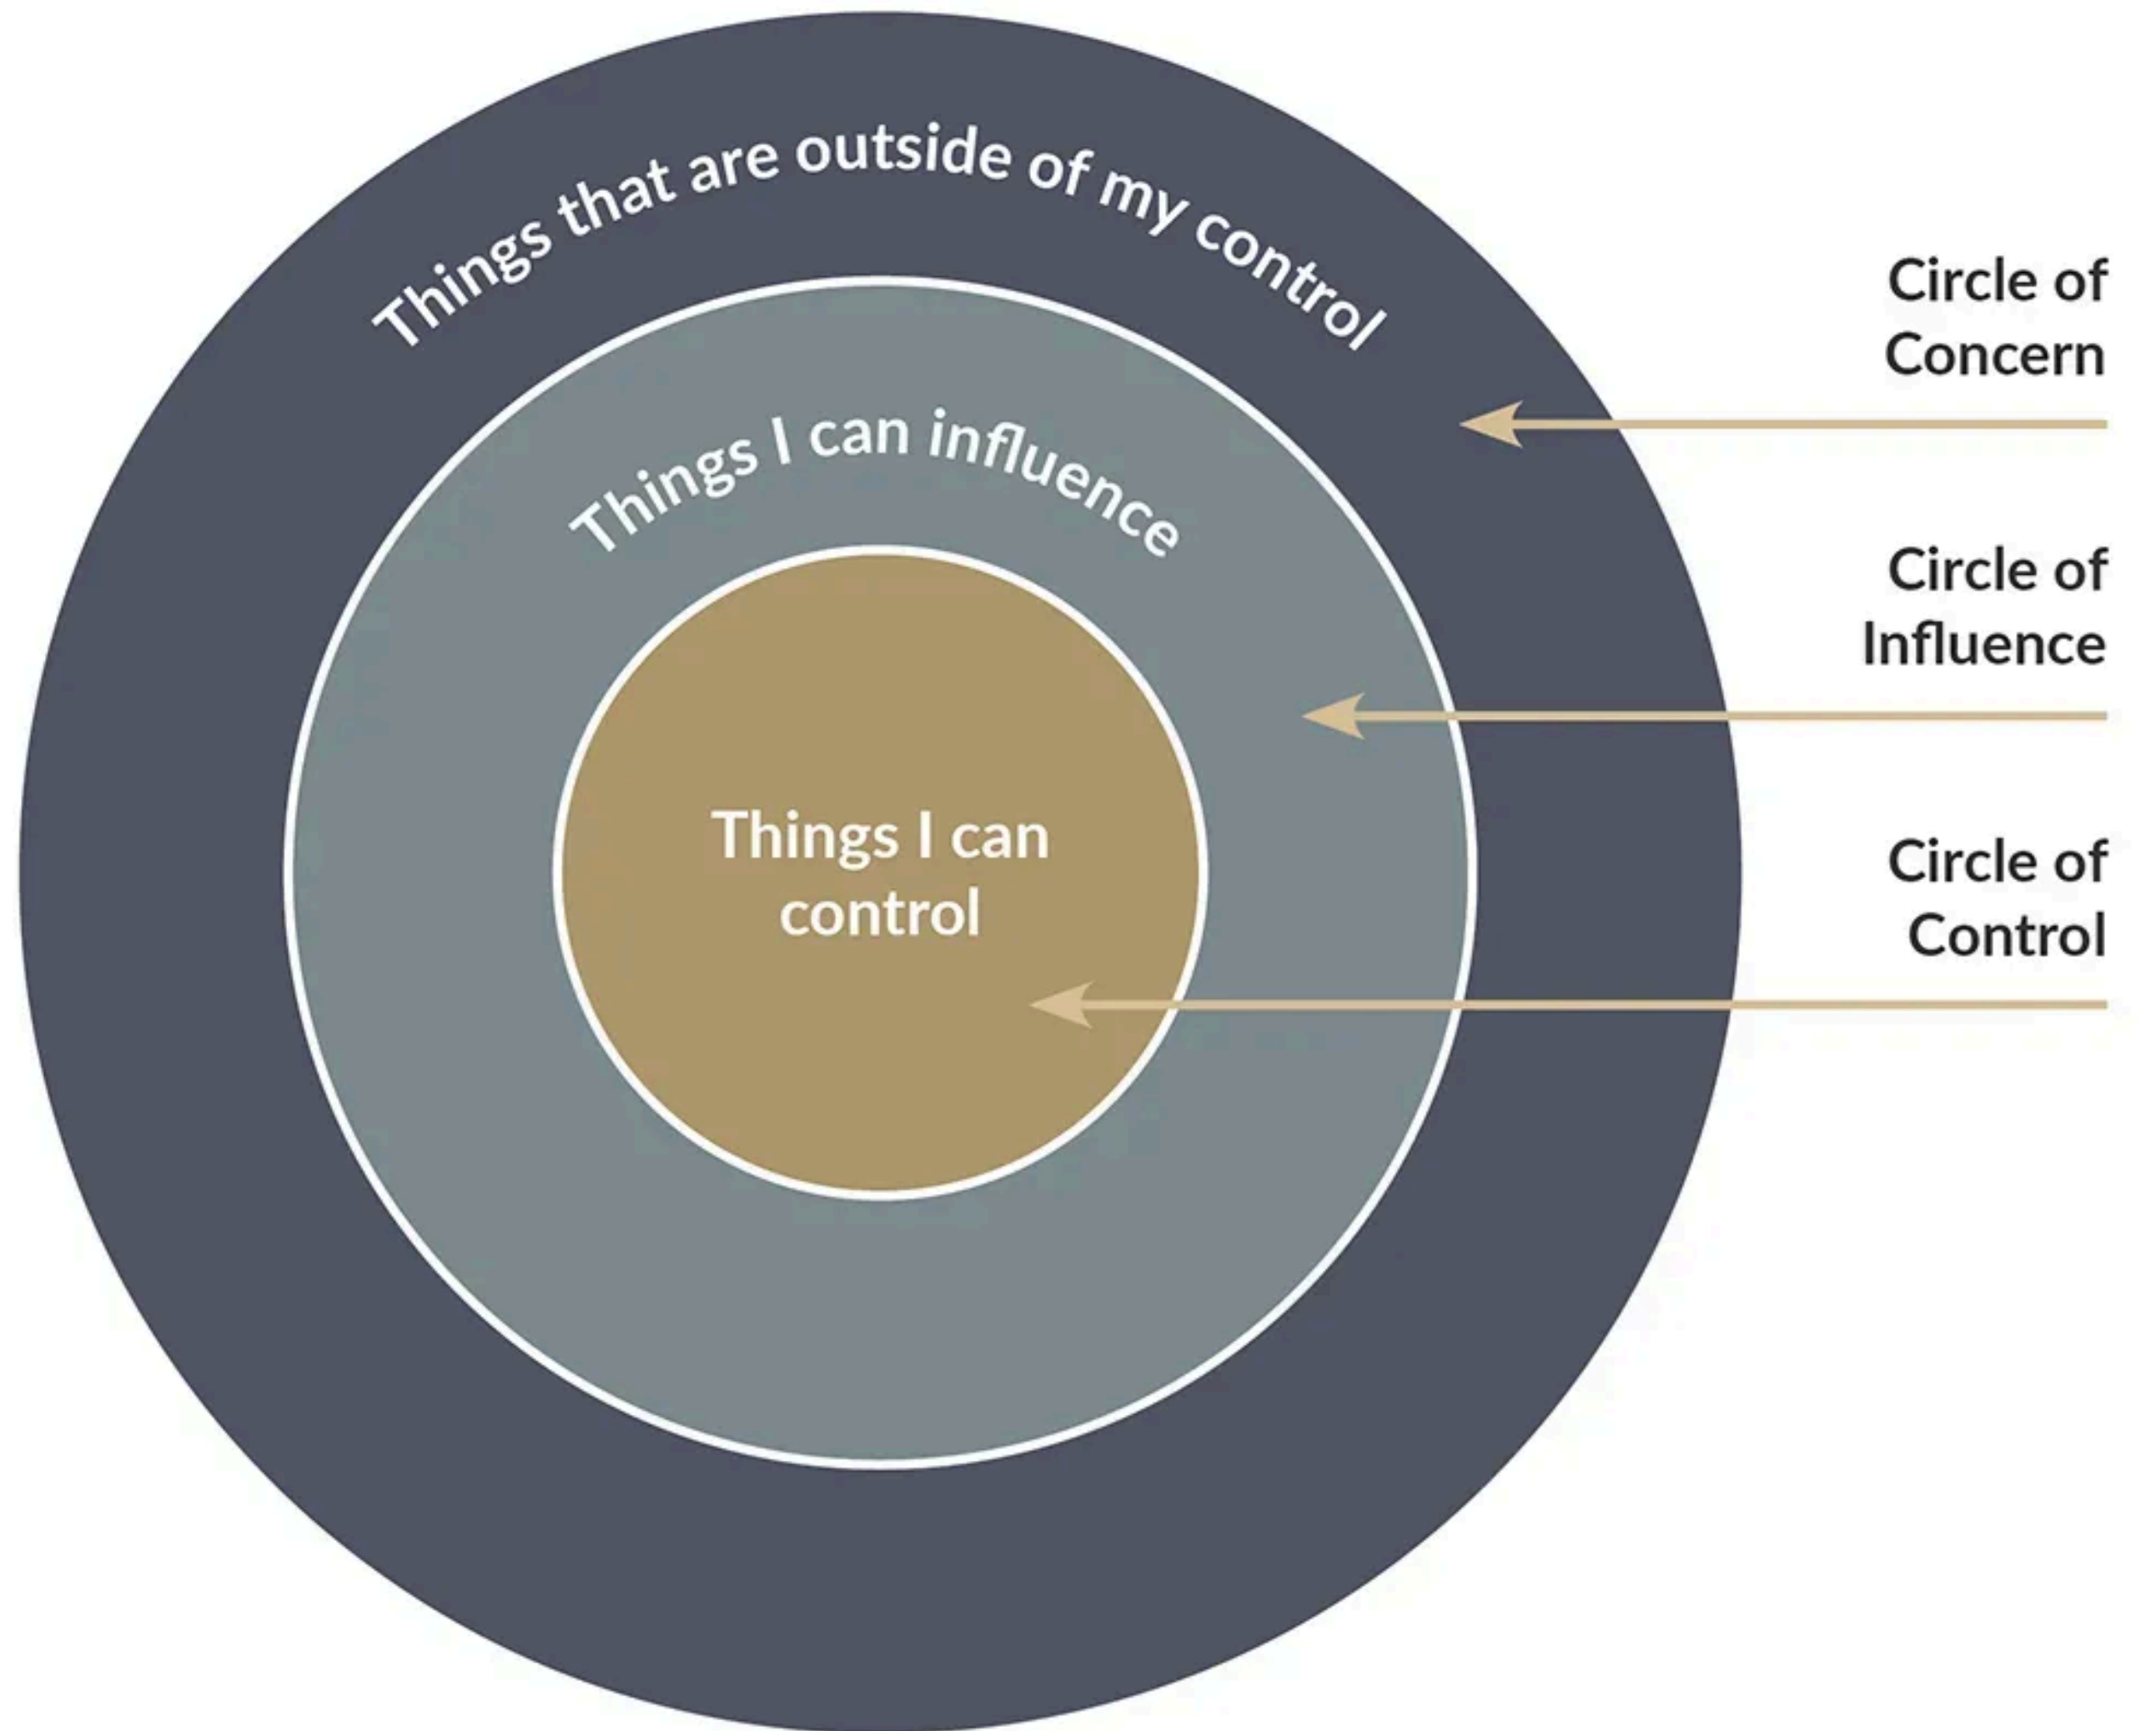 Things that are outside of my control
Things I can influence
Things I can
control
Circle of
Concern
Circle of
Influence
Circle of
Control